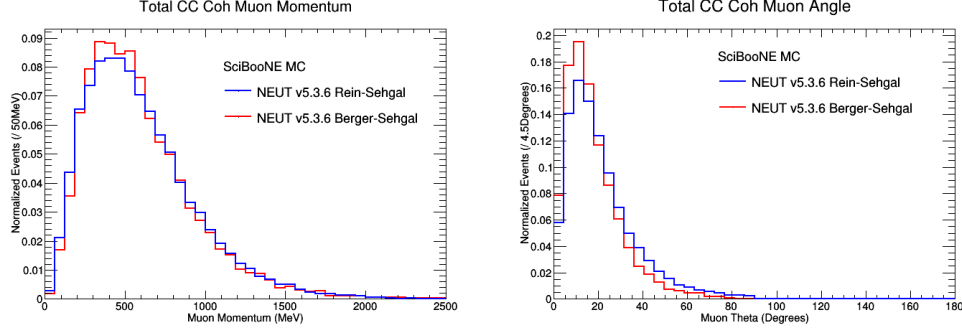 Total CC Coh Muon Momentum
Normalized Events (/ 50MeV)
0.09
0.08
0.07
0.06
0.05
0.04
0.03
0.02
0.01
0
SciBooNE MC
NEUT v5.3.6 Rein-Sehgal
NEUT v5.3.6 Berger-Sehgal
0 500 1000 1500 2000 2500
Muon Momentum (MeV)
Total CC Coh Muon Angle
Normalized Events (/ 4.5Degrees)
0.2
0.18
0.16
0.14
0.12
0.1
0.08
0.06
0.04
0.02
0
SciBooNE MC
NEUT v5.3.6 Rein-Sehgal
NEUT v5.3.6 Berger-Sehgal
0 20 40 60 80 100 120 140 160 180
Muon Theta (Degrees)